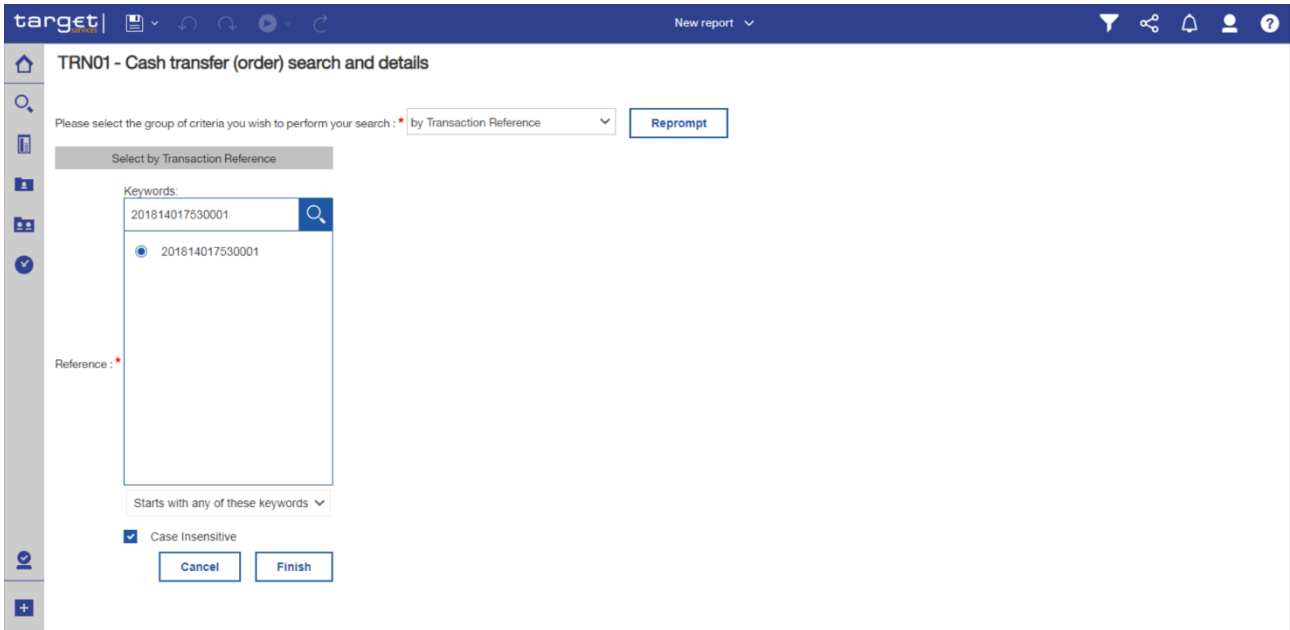 target|
services
New report
TRN01 - Cash transfer (order) search and details
Please select the group of criteria you wish to perform your search : * by Transaction Reference
Reprompt
Select by Transaction Reference
Keywords:
201814017530001
201814017530001
Reference : *
Starts with any of these keywords
Case Insensitive
Cancel
Finish